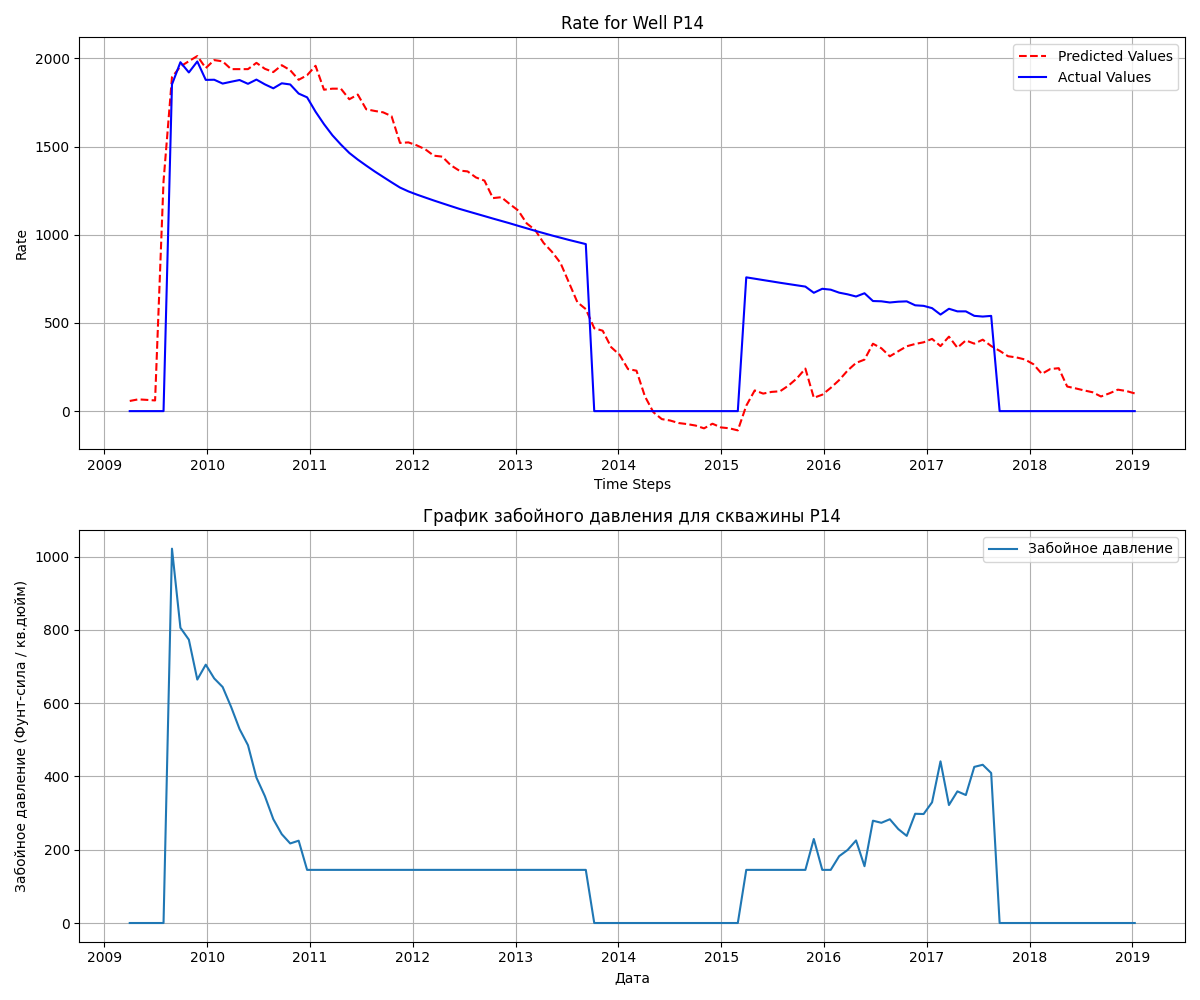 Rate for Well P14
Predicted Values
Actual Values
2000
1500
1000
500
0
Rate
2009 2010 2011 2012 2013 2014 2015 2016 2017 2018 2019
Time Steps
График забойного давления для скважины P14
Забойное давление
1000
800
600
400
200
0
Забойное давление (Фунт-сила / кв.дюйм)
2009 2010 2011 2012 2013 2014 2015 2016 2017 2018 2019
Дата